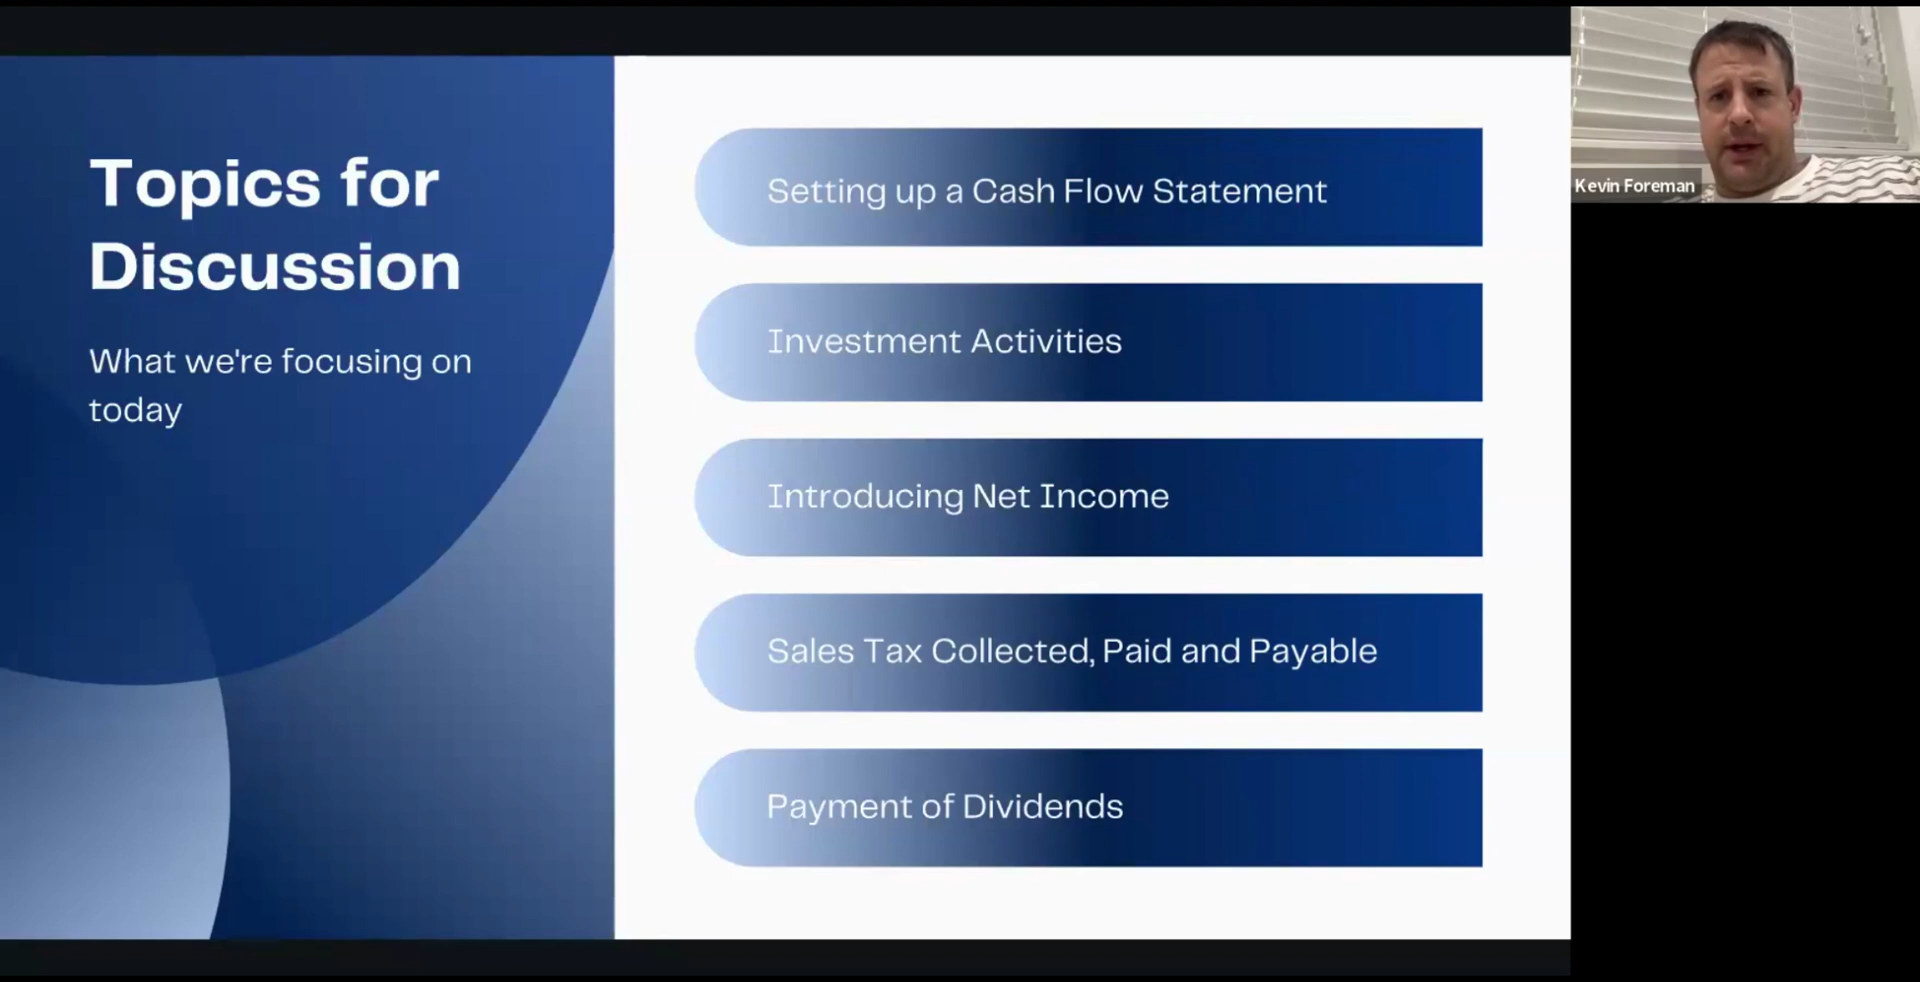 Topics for
Discussion
What we're focusing on
today
Setting up a Cash Flow Statement
Investment Activities
Introducing Net Income
Sales Tax Collected, Paid and Payable
Payment of Dividends
Kevin Foreman